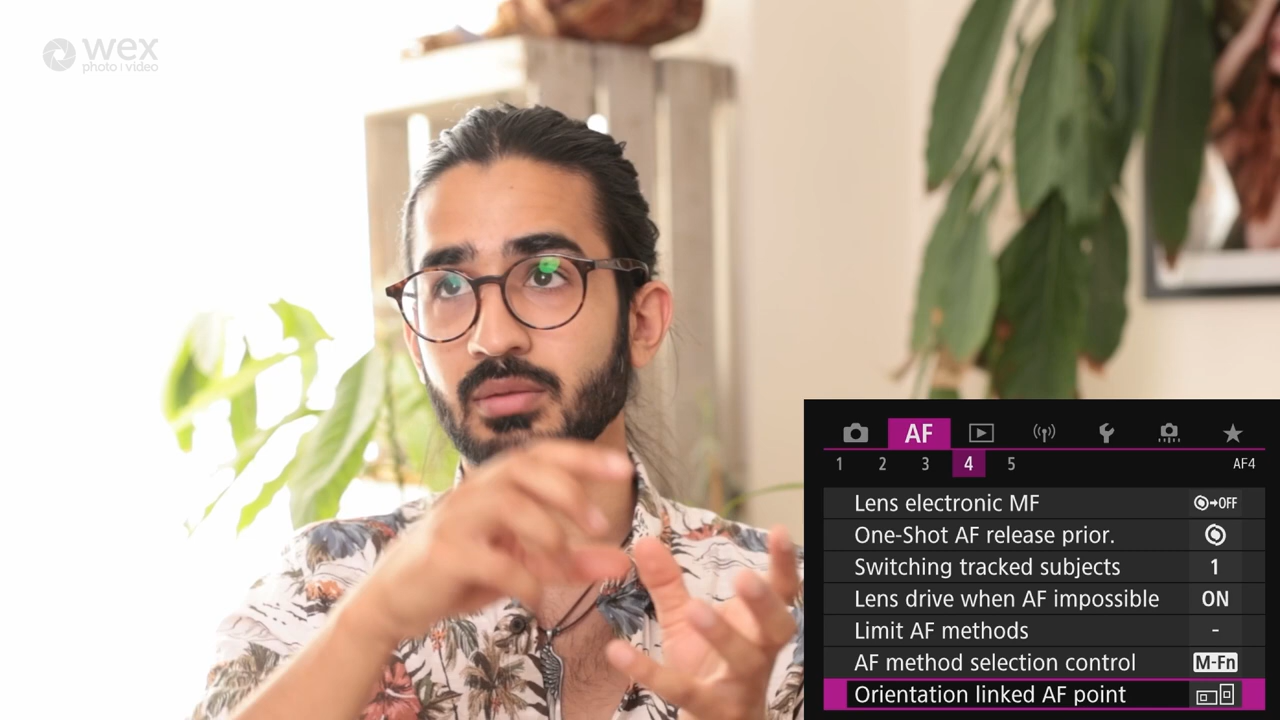 wex
photo | video
AF
1 2 3 4 5 AF4
Lens electronic MF OFF
One-Shot AF release prior.
Switching tracked subjects 1
Lens drive when AF impossible ON
Limit AF methods -
AF method selection control M-Fn
Orientation linked AF point